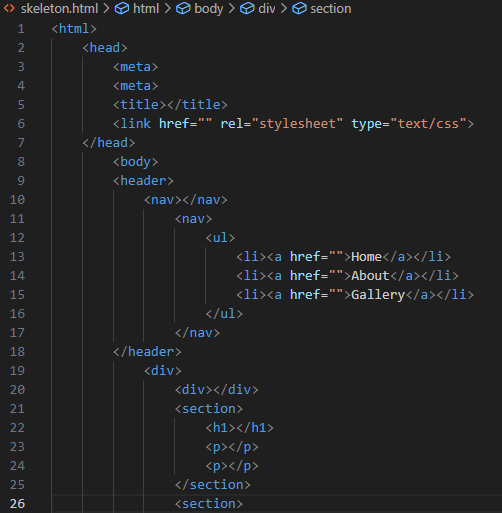 skeleton.html > html > body > div > section
1 <html>
2 <head>
3 <meta>
4 <meta>
5 <title></title>
6 <link href="" rel="stylesheet" type="text/css">
7 </head>
8 <body>
9 <header>
10 <nav></nav>
11 <nav>
12 <ul>
13 <li><a href="">Home</a></li>
14 <li><a href="">About</a></li>
15 <li><a href="">Gallery</a></li>
16 </ul>
17 </nav>
18 </header>
19 <div>
20 <div></div>
21 <section>
22 <h1></h1>
23 <p></p>
24 <p></p>
25 </section>
26 <section>